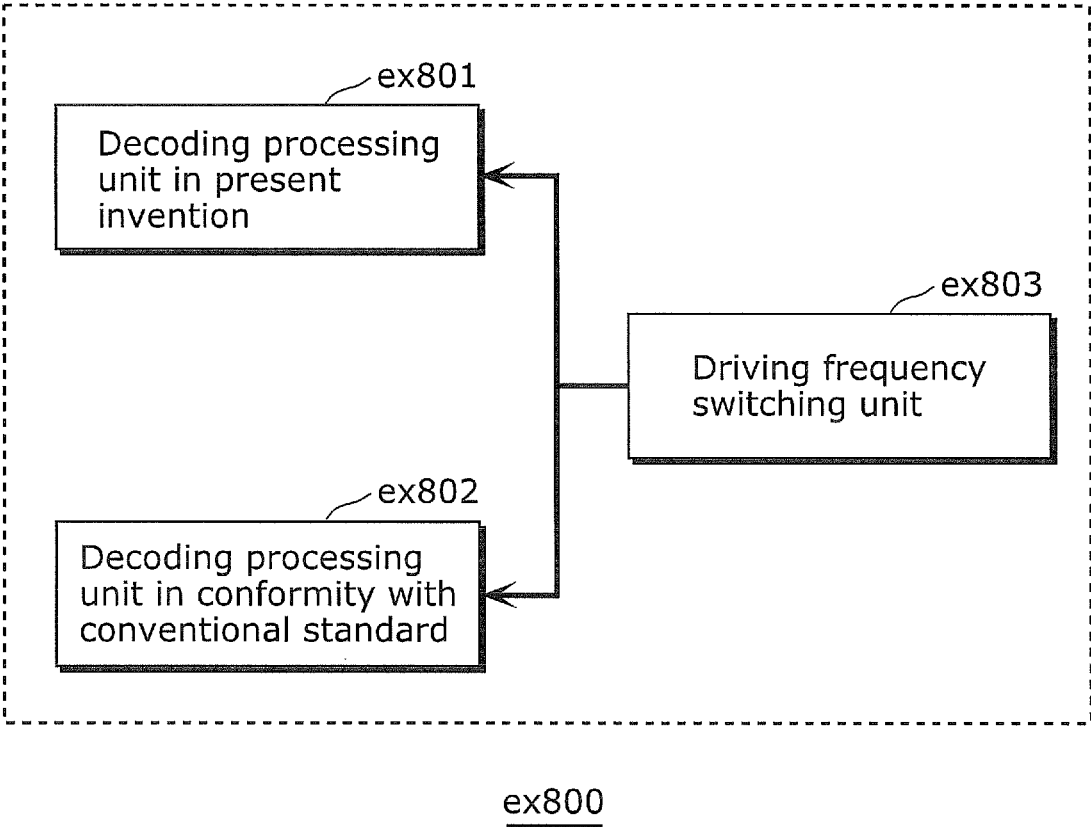 ex801
Decoding processing
unit in present
invention
ex803
Driving frequency
switching unit
ex802
Decoding processing
unit in conformity with
conventional standard
ex800